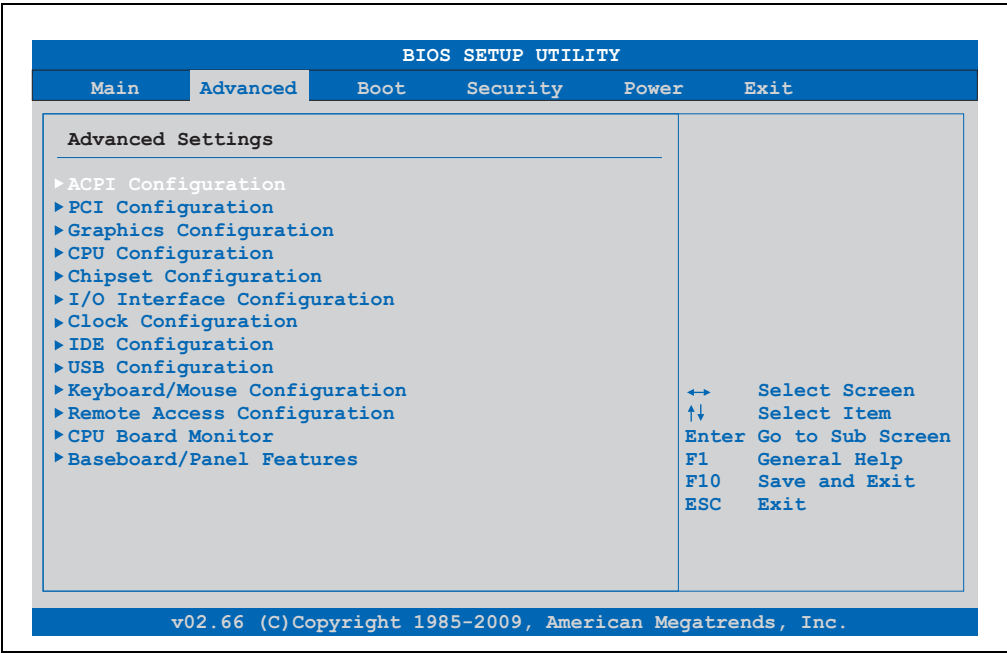 BIOS SETUP UTILITY
Main Advanced Boot Security Power Exit
Advanced Settings
ACPI Configuration
PCI Configuration
Graphics Configuration
CPU Configuration
Chipset Configuration
I/O Interface Configuration
Clock Configuration
IDE Configuration
USB Configuration
Keyboard/Mouse Configuration
Remote Access Configuration
CPU Board Monitor
Baseboard/Panel Features
↔ Select Screen
↑↓ Select Item
Enter Go to Sub Screen
F1 General Help
F10 Save and Exit
ESC Exit
v02.66 (C)Copyright 1985-2009, American Megatrends, Inc.